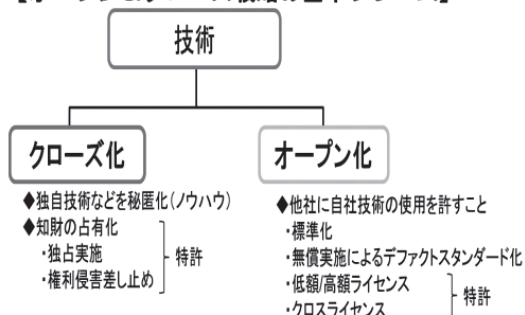 技術
クローズ化
◆独自技術などを秘匿化(ノウハウ)
◆知財の占有化
・独占実施
・権利侵害差し止め
特許
オープン化
◆他社に自社技術の使用を許すこと
・標準化
・無償実施によるデファクトスタンダード化
・低額/高額ライセンス
・クロスライセンス
特許